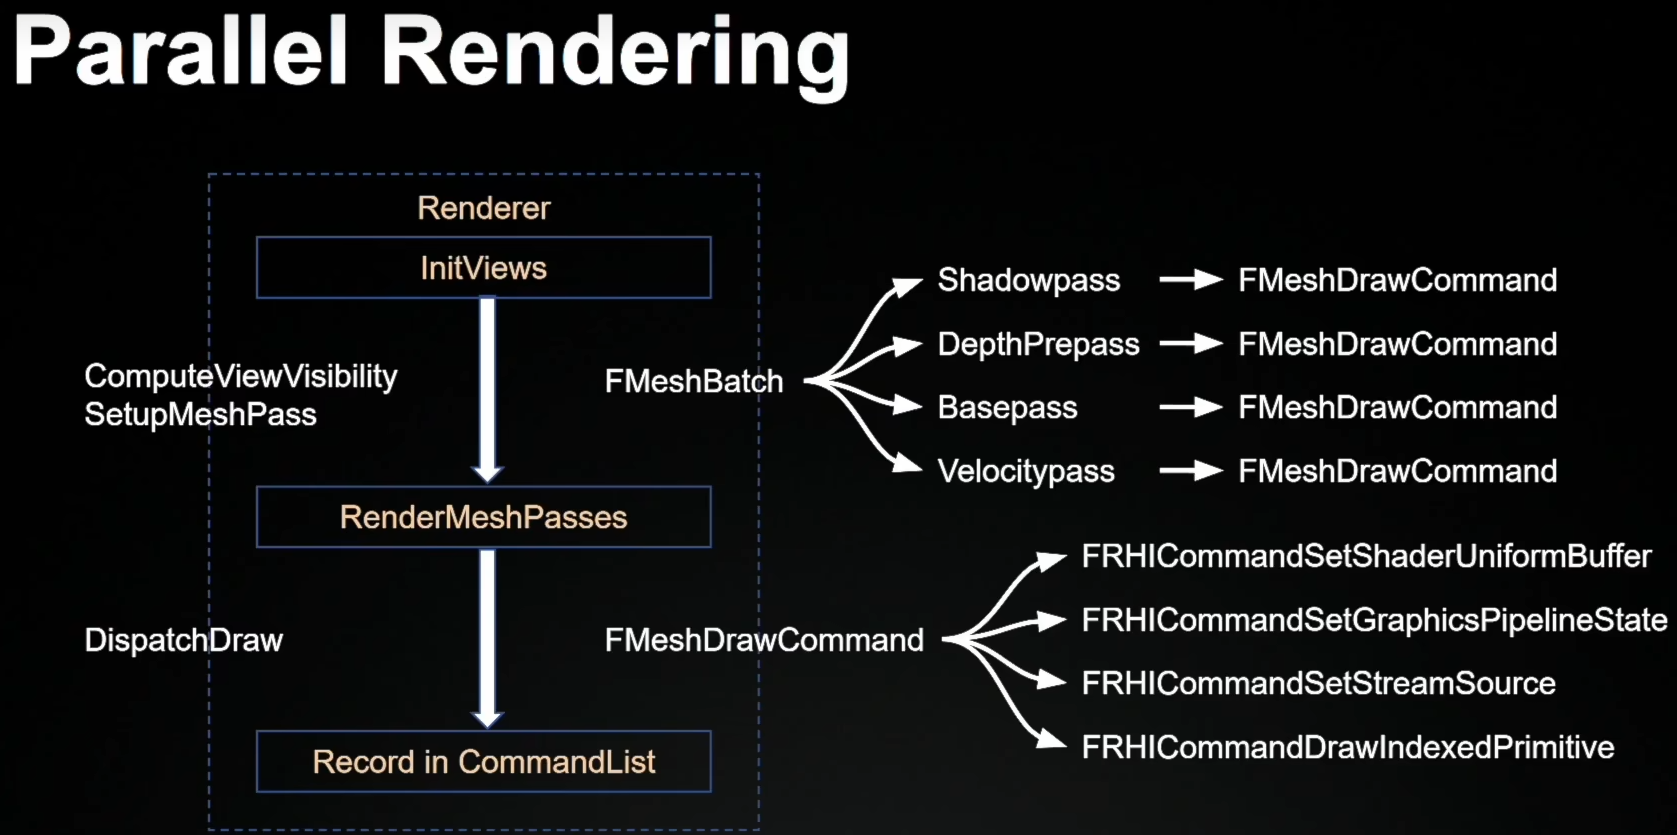 Parallel Rendering
Renderer
InitViews
ComputeViewVisibility
SetupMeshPass
FMeshBatch
Shadowpass
FMeshDrawCommand
DepthPrepass
FMeshDrawCommand
Basepass
FMeshDrawCommand
Velocitypass
FMeshDrawCommand
RenderMeshPasses
DispatchDraw
FMeshDrawCommand
FRHICommandSetShaderUniformBuffer
FRHICommandSetGraphicsPipelineState
FRHICommandSetStreamSource
FRHICommandDrawIndexedPrimitive
Record in CommandList